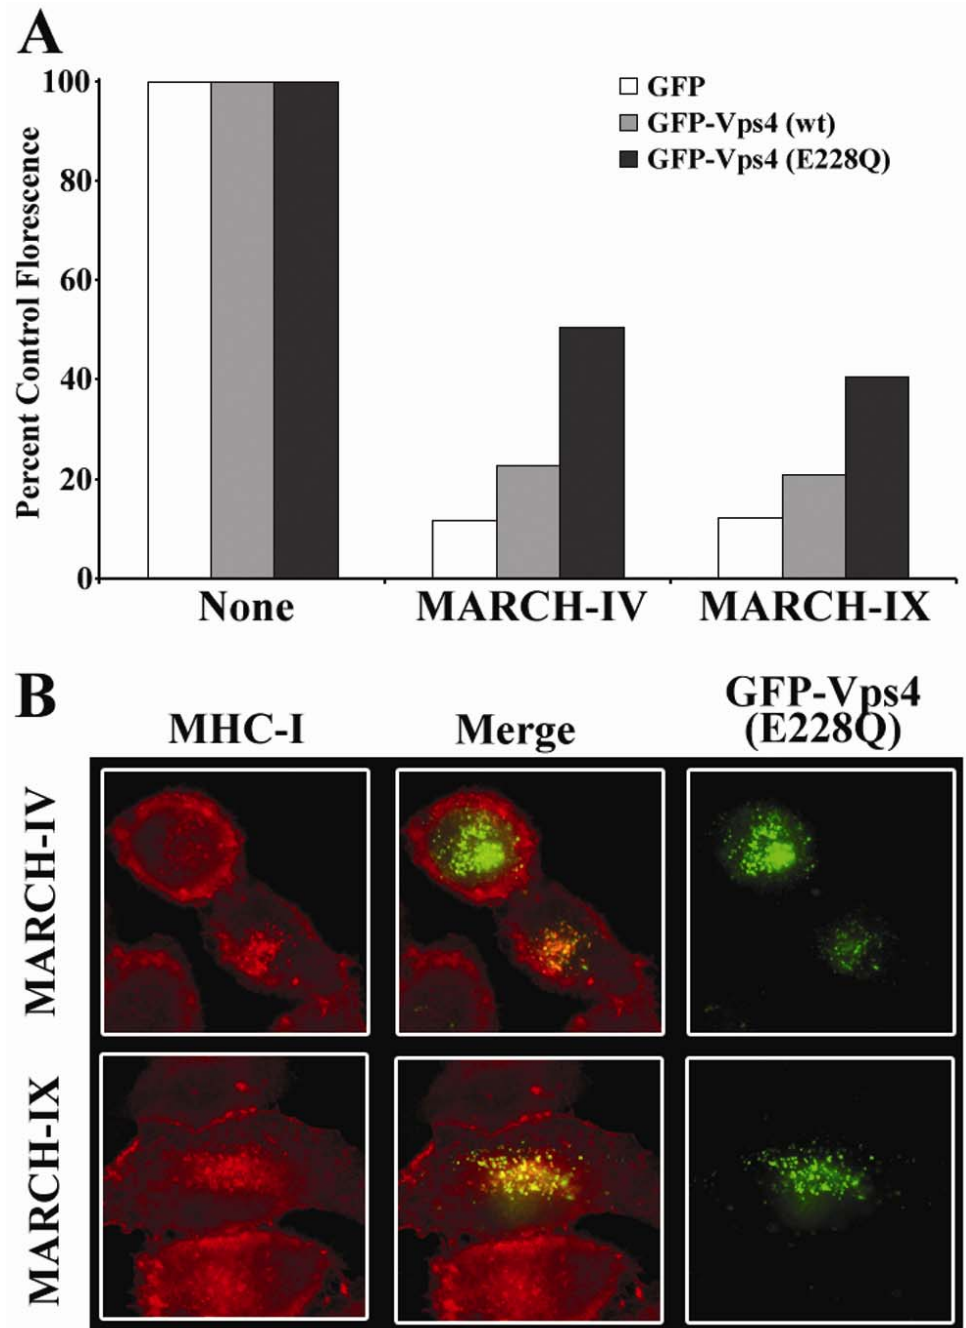 A
100
80
60
40
20
0
Percent Control Florescence
GFP
GFP-Vps4 (wt)
GFP-Vps4 (E228Q)
None MARCH-IV MARCH-IX
B
MHC-I Merge GFP-Vps4
(E228Q)
MARCH-IV
MARCH-IX